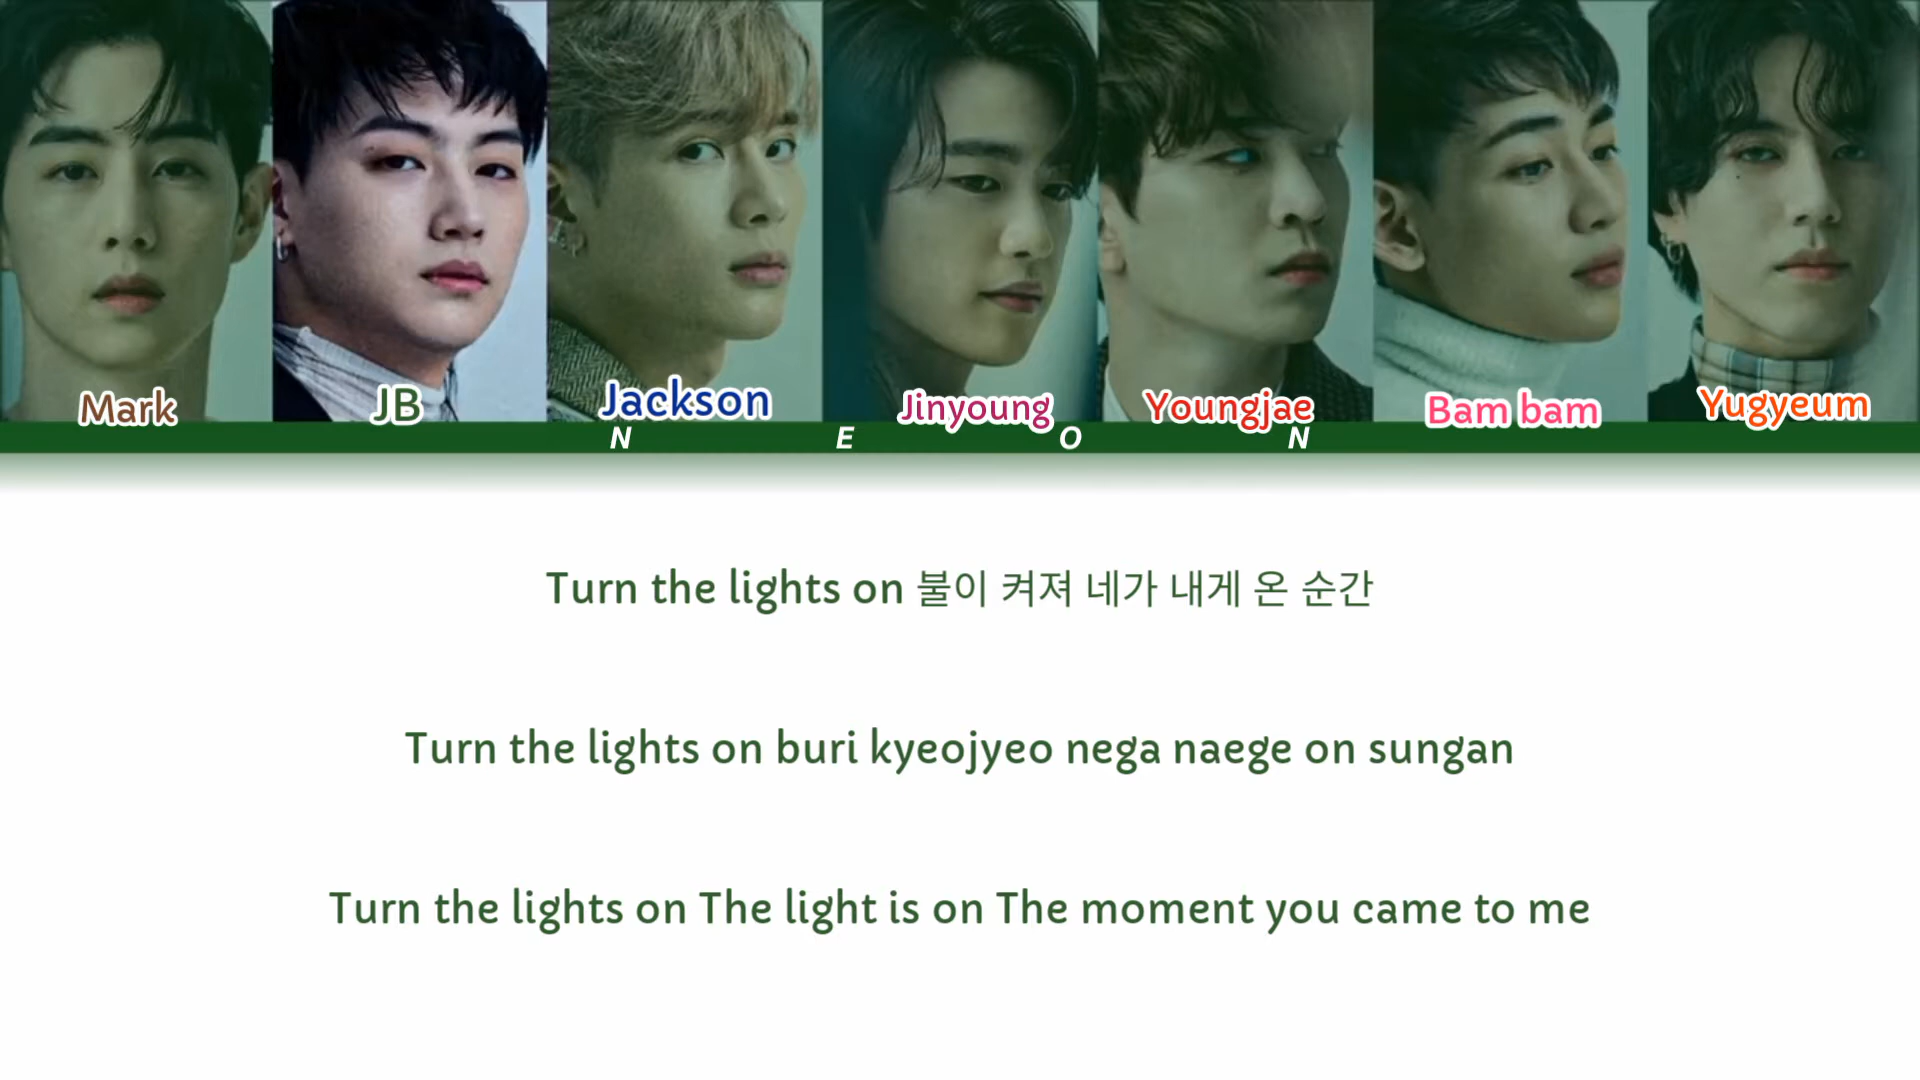 Mark JB Jackson Jinyoung Youngjae Bam bam Yugyeum
N E O N
Turn the lights on 불이 켜져 네가 내게 온 순간
Turn the lights on buri kyeojyeo nega naege on sungan
Turn the lights on The light is on The moment you came to me